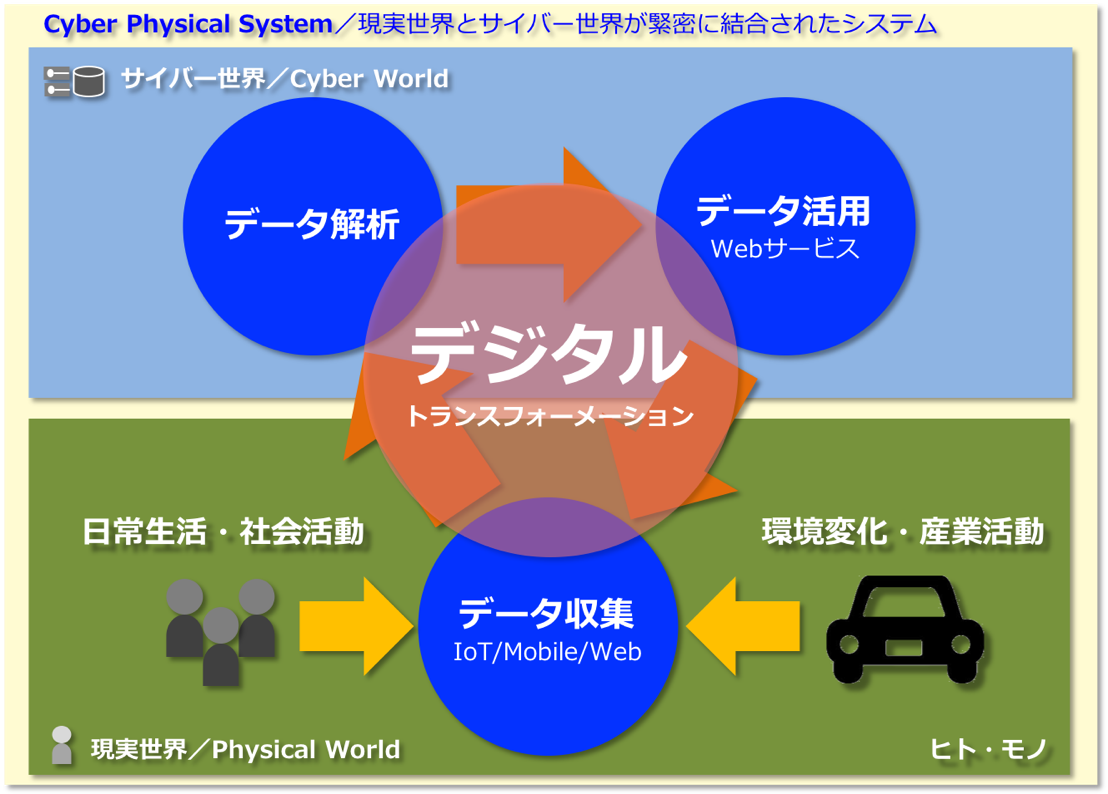 Cyber Physical System／現実世界とサイバー世界が緊密に結合されたシステム
サイバー世界／Cyber World
データ解析
データ活用
Webサービス
デジタル
トランスフォーメーション
日常生活・社会活動
環境変化・産業活動
データ収集
IoT/Mobile/Web
現実世界／Physical World
ヒト・モノ